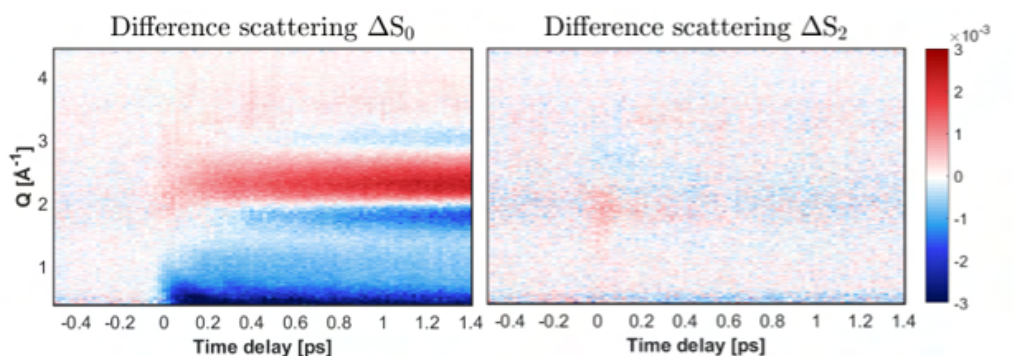 Difference scattering ΔS₀
Difference scattering ΔS₂
×10⁻³
Q [Å⁻¹]
4
3
2
1
-0.4 -0.2 0 0.2 0.4 0.6 0.8 1 1.2 1.4
Time delay [ps]
-0.4 -0.2 0 0.2 0.4 0.6 0.8 1 1.2 1.4
Time delay [ps]
3
2
1
0
-1
-2
-3